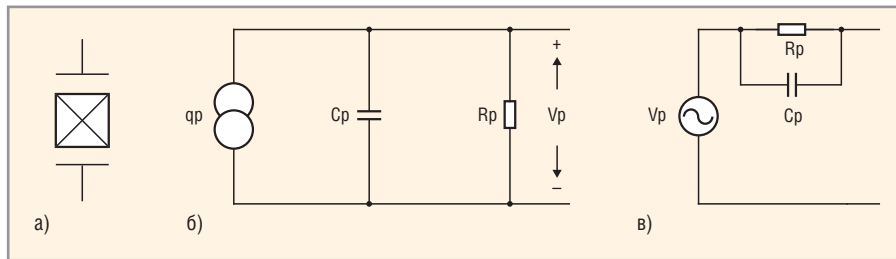 а)
б)
qp
Cp
Rp
+
Vp
–
в)
Vp
Rp
Cp